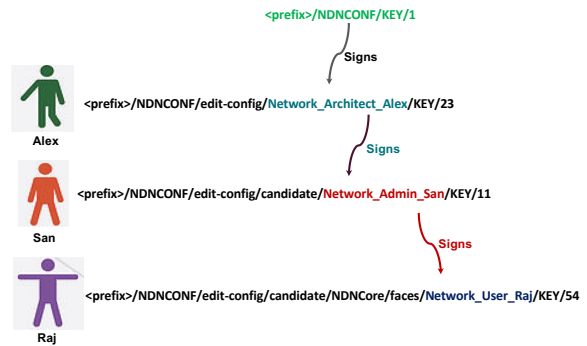 <prefix>/NDNCONF/KEY/1
Signs
<prefix>/NDNCONF/edit-config/Network_Architect_Alex/KEY/23
Alex
Signs
<prefix>/NDNCONF/edit-config/candidate/Network_Admin_San/KEY/11
San
Signs
<prefix>/NDNCONF/edit-config/candidate/NDNCore/faces/Network_User_Raj/KEY/54
Raj